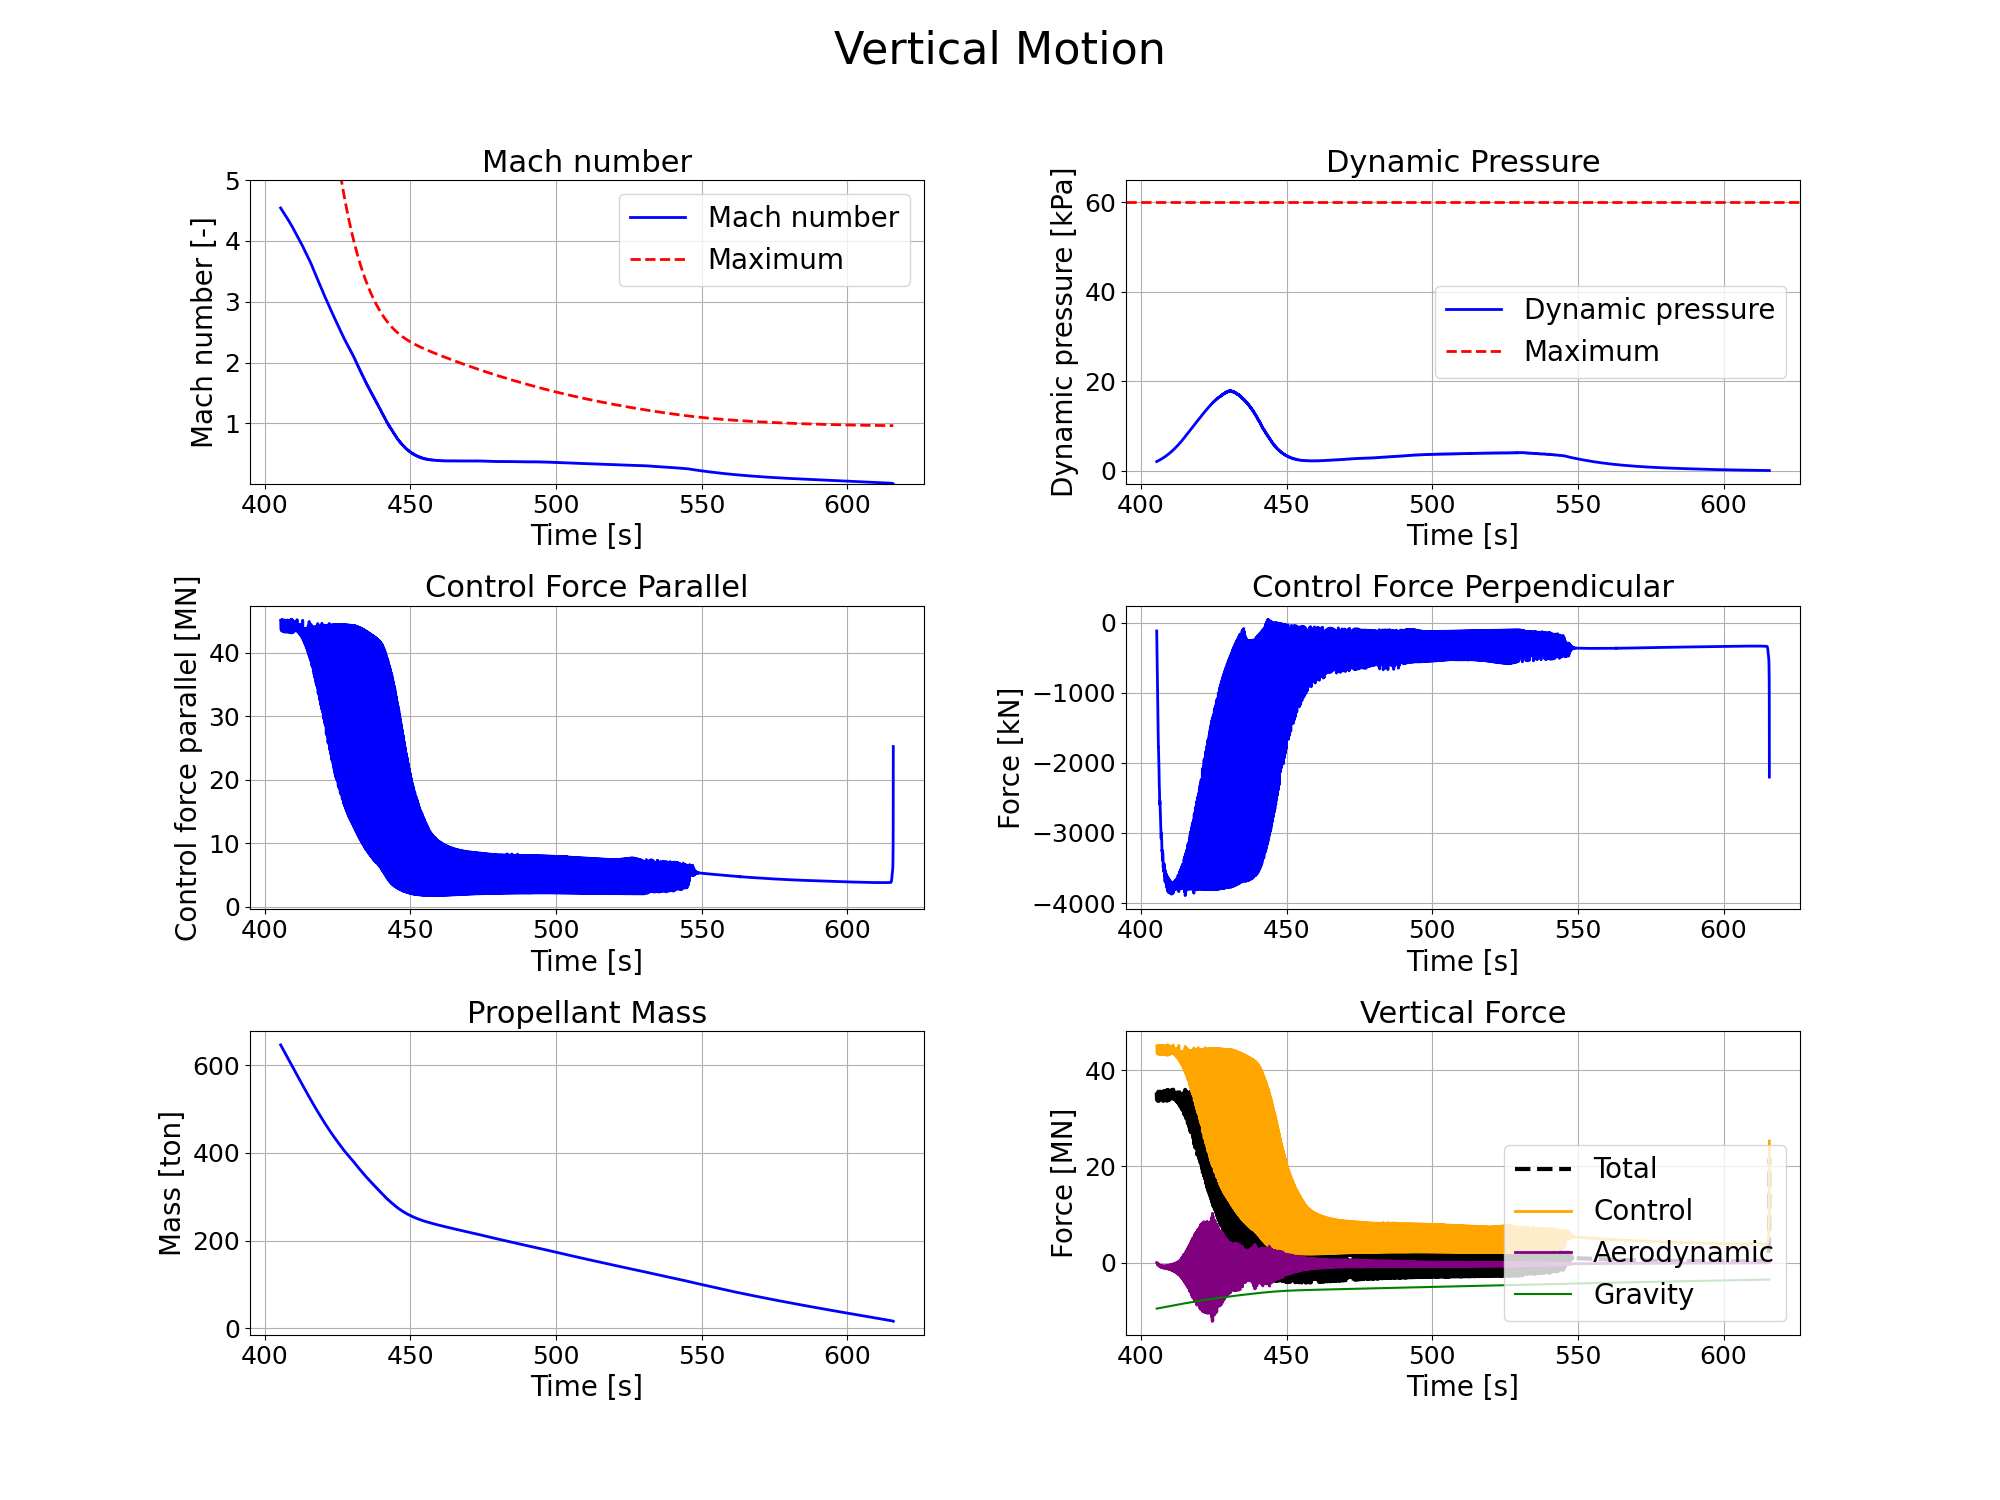 Vertical Motion
Mach number
Mach number [-]
5
4
3
2
1
Mach number
Maximum
400 450 500 550 600
Time [s]
Dynamic Pressure
Dynamic pressure [kPa]
60
40
20
0
Dynamic pressure
Maximum
400 450 500 550 600
Time [s]
Control Force Parallel
Control force parallel [MN]
40
30
20
10
0
400 450 500 550 600
Time [s]
Control Force Perpendicular
Force [kN]
0
−1000
−2000
−3000
−4000
400 450 500 550 600
Time [s]
Propellant Mass
Mass [ton]
600
400
200
0
400 450 500 550 600
Time [s]
Vertical Force
Force [MN]
40
20
0
Total
Control
Aerodynamic
Gravity
400 450 500 550 600
Time [s]